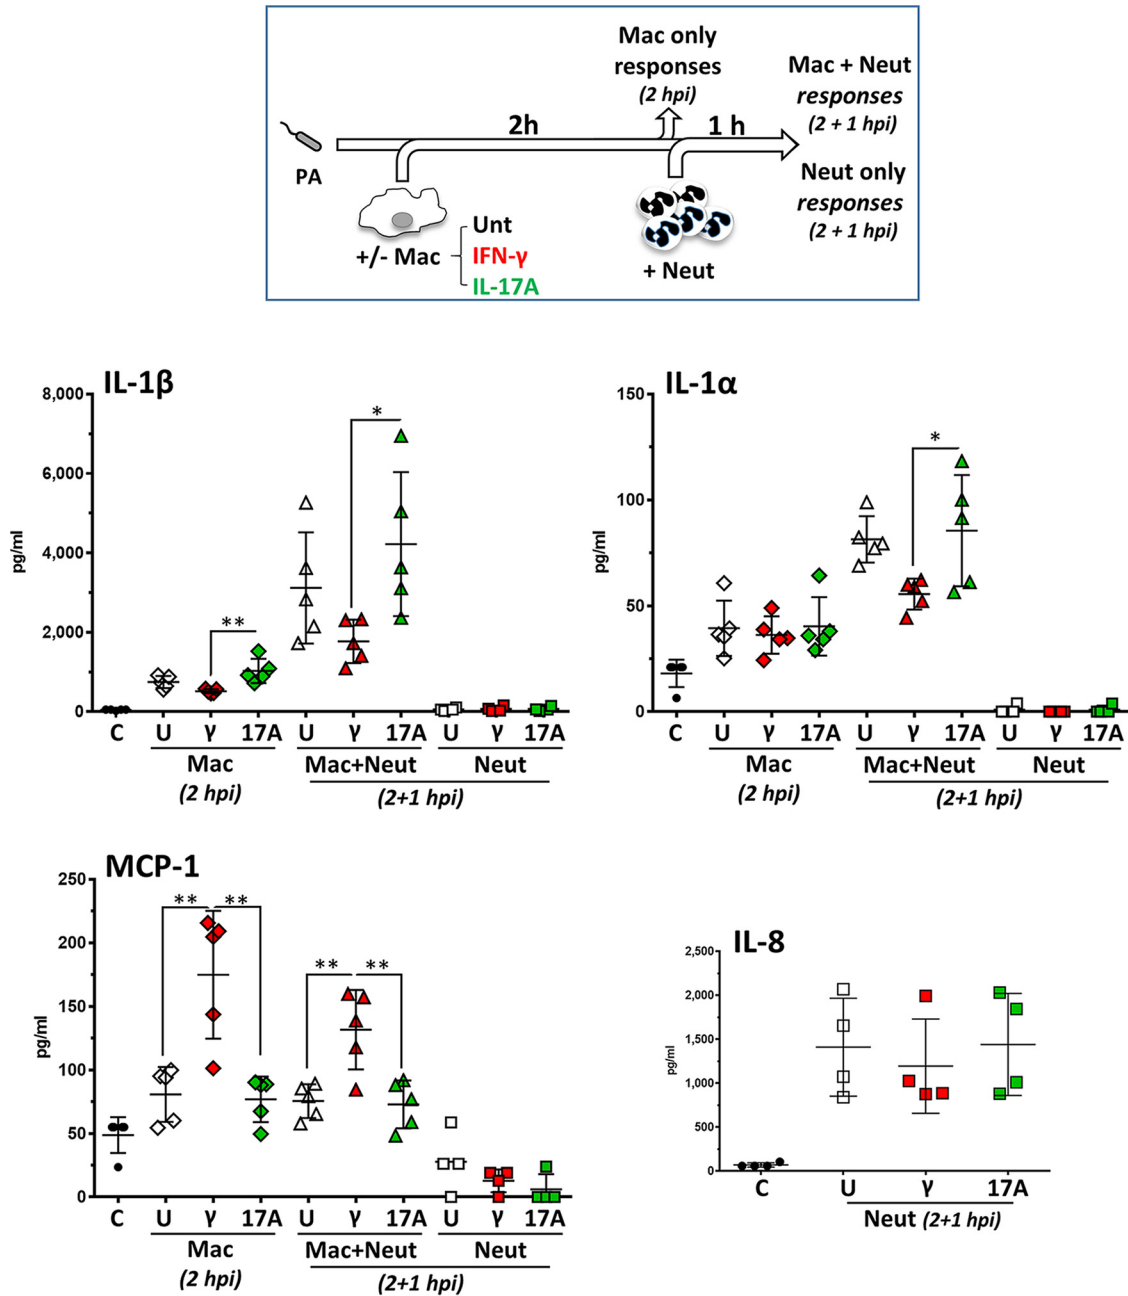 Mac only
responses
(2 hpi)
Mac + Neut
responses
(2 + 1 hpi)
2h
1 h
PA
Neut only
responses
(2 + 1 hpi)
+/- Mac
Unt
IFN-γ
IL-17A
+ Neut
IL-1β
8,000
6,000
4,000
2,000
0
pg/ml
*
**
C U γ 17A U γ 17A U γ 17A
Mac Mac+Neut Neut
(2 hpi) (2+1 hpi)
IL-1α
150
100
50
0
pg/ml
*
C U γ 17A U γ 17A U γ 17A
Mac Mac+Neut Neut
(2 hpi) (2+1 hpi)
MCP-1
250
200
150
100
50
0
pg/ml
** **
** **
C U γ 17A U γ 17A U γ 17A
Mac Mac+Neut Neut
(2 hpi) (2+1 hpi)
IL-8
2,500
2,000
1,500
1,000
500
0
pg/ml
C U γ 17A
Neut (2+1 hpi)